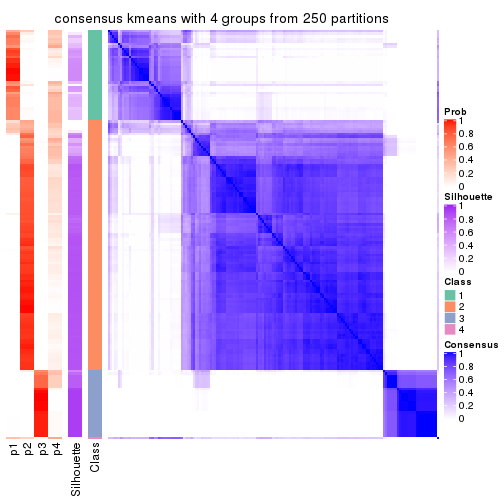 consensus kmeans with 4 groups from 250 partitions
Prob
1
0.8
0.6
0.4
0.2
0
Silhouette
1
0.8
0.6
0.4
0.2
0
Class
1
2
3
4
Consensus
1
0.8
0.6
0.4
0.2
0
p1
p2
p3
p4
Silhouette
Class